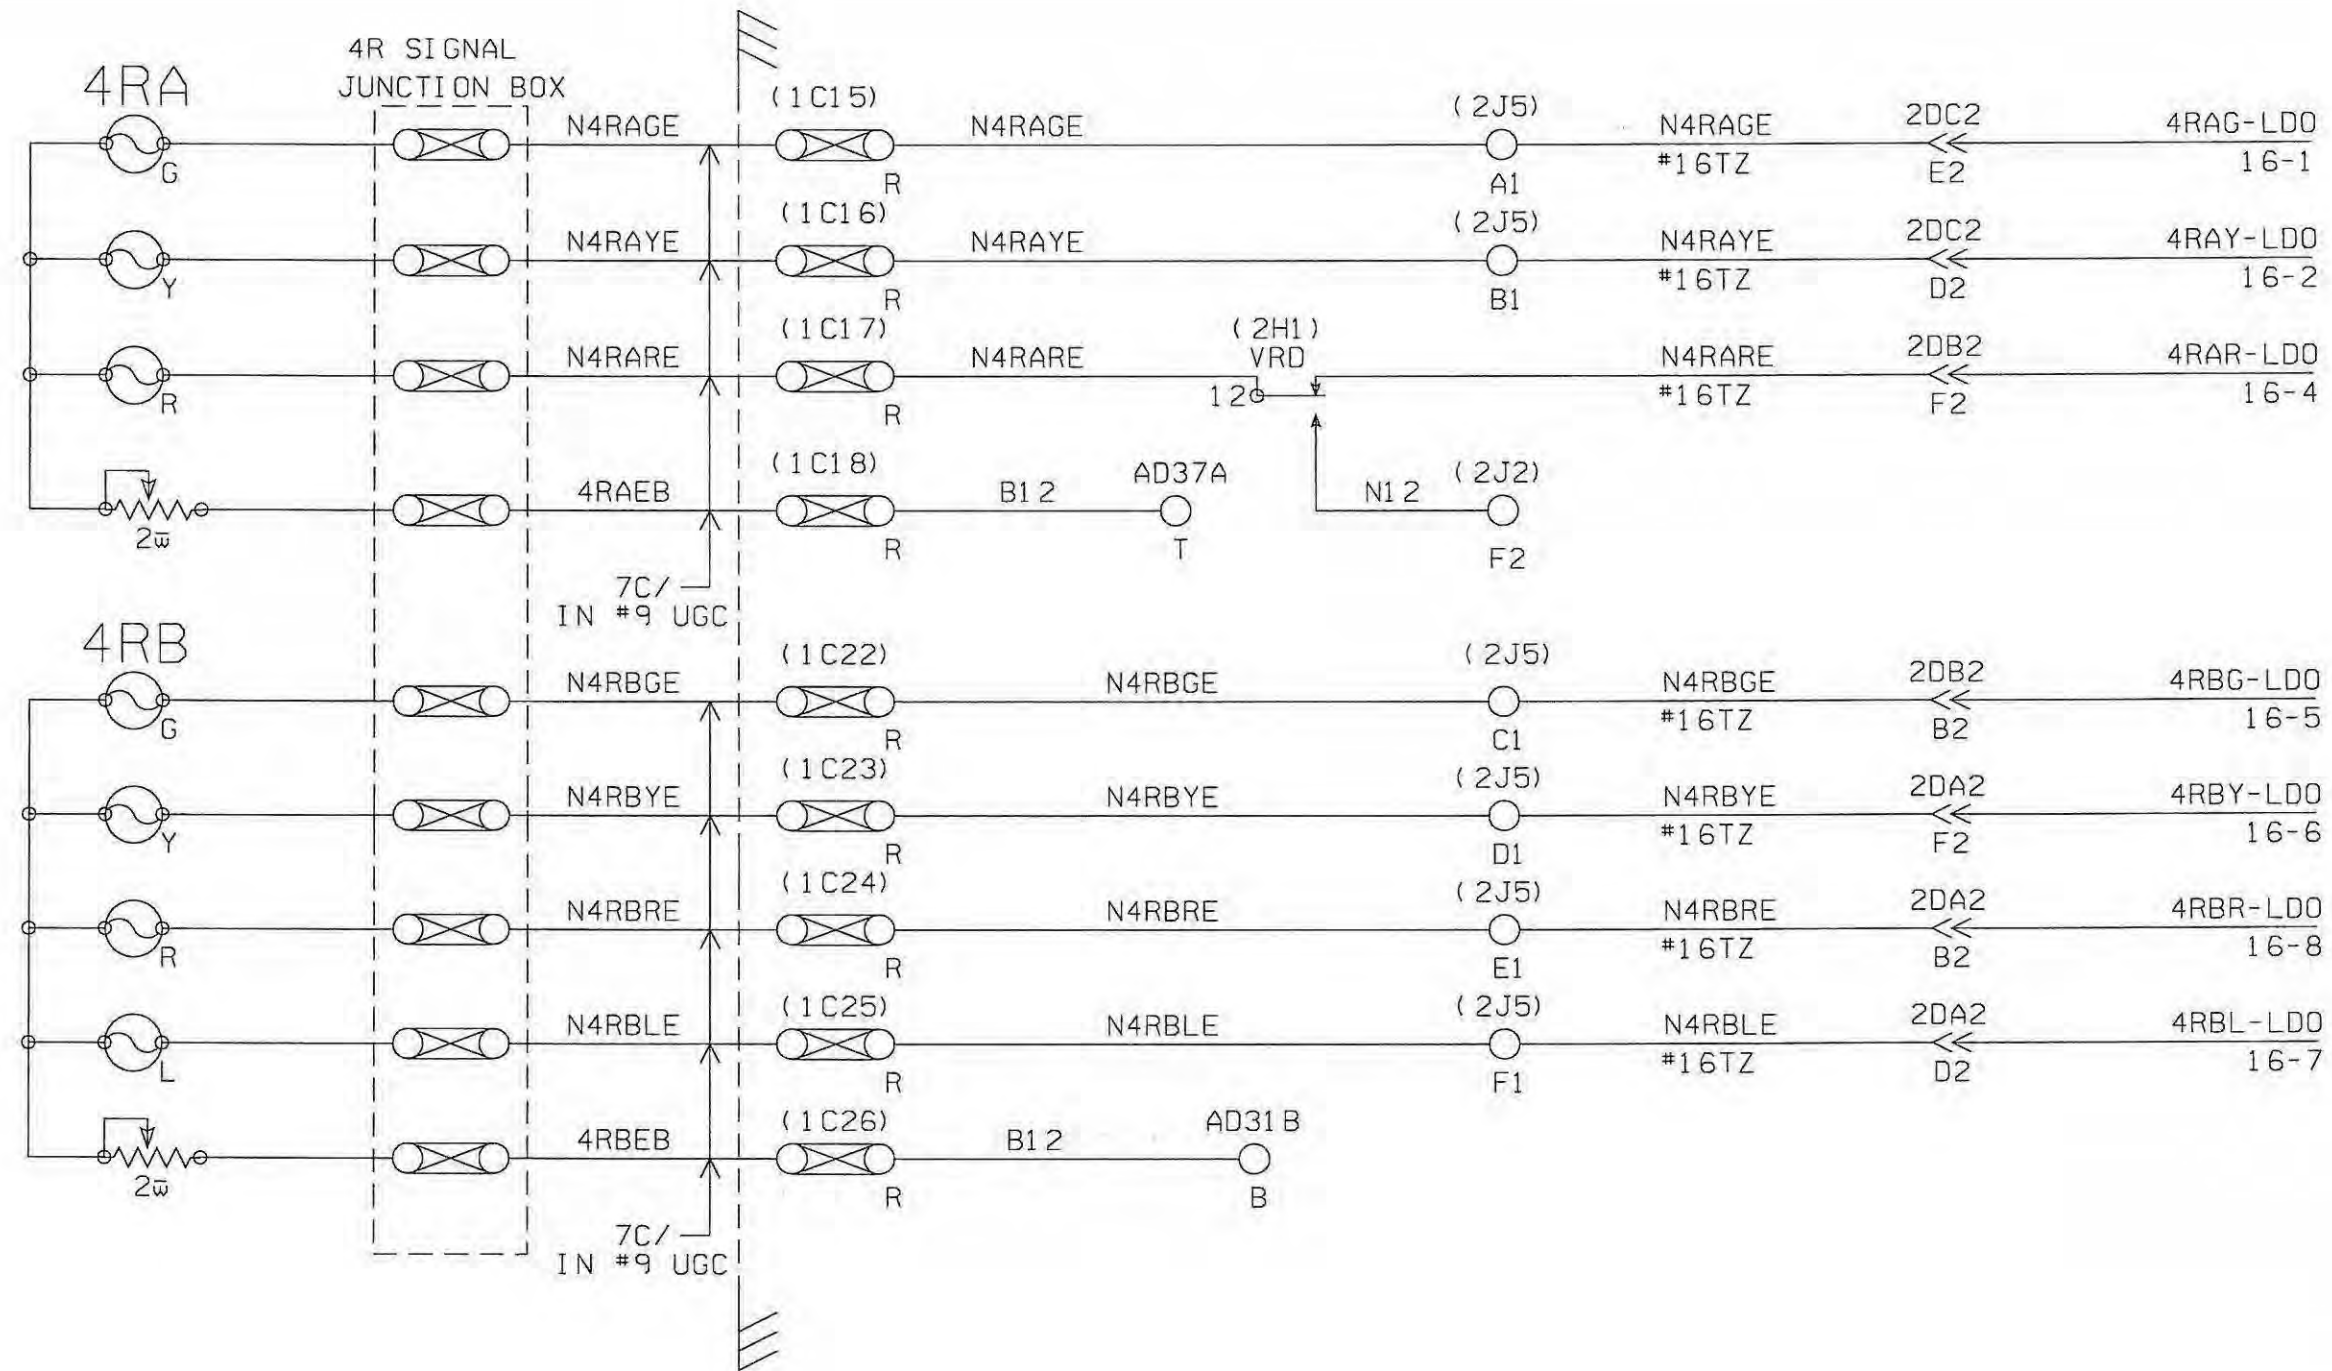 4R SIGNAL
JUNCTION BOX
4RA
(1C15)
(2J5)
N4RAGE
N4RAGE
N4RAGE
2DC2
4RAG-LDO
G
R
A1
#16TZ
E2
16-1
(1C16)
(2J5)
N4RAYE
N4RAYE
N4RAYE
2DC2
4RAY-LDO
Y
R
B1
#16TZ
D2
16-2
(1C17)
(2H1)
N4RARE
N4RARE
VRD
N4RARE
2DB2
4RAR-LDO
R
R
12
#16TZ
F2
16-4
(1C18)
AD37A
(2J2)
4RAEB
B12
N12
2w̅
R
T
F2
7C/
IN #9 UGC
4RB
(1C22)
(2J5)
N4RBGE
N4RBGE
N4RBGE
2DB2
4RBG-LDO
G
R
C1
#16TZ
B2
16-5
(1C23)
(2J5)
N4RBYE
N4RBYE
N4RBYE
2DA2
4RBY-LDO
Y
R
D1
#16TZ
F2
16-6
(1C24)
(2J5)
N4RBRE
N4RBRE
N4RBRE
2DA2
4RBR-LDO
R
R
E1
#16TZ
B2
16-8
(1C25)
(2J5)
N4RBLE
N4RBLE
N4RBLE
2DA2
4RBL-LDO
L
R
F1
#16TZ
D2
16-7
(1C26)
AD31B
4RBEB
B12
2w̅
R
B
7C/
IN #9 UGC